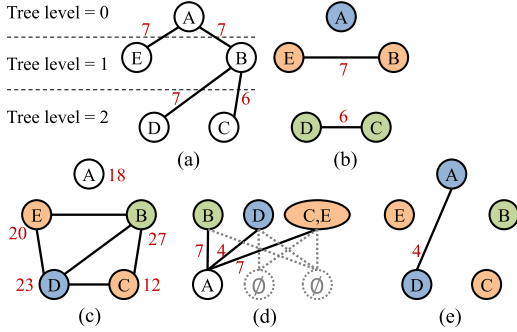 Tree level = 0
A
7
7
Tree level = 1
E
B
7
6
Tree level = 2
D
C
(a)
A
E
B
7
6
D
C
(b)
A
18
E
B
20
27
23
D
C
12
(c)
B
D
C,E
7
4
7
A
∅
∅
(d)
A
E
B
4
D
C
(e)